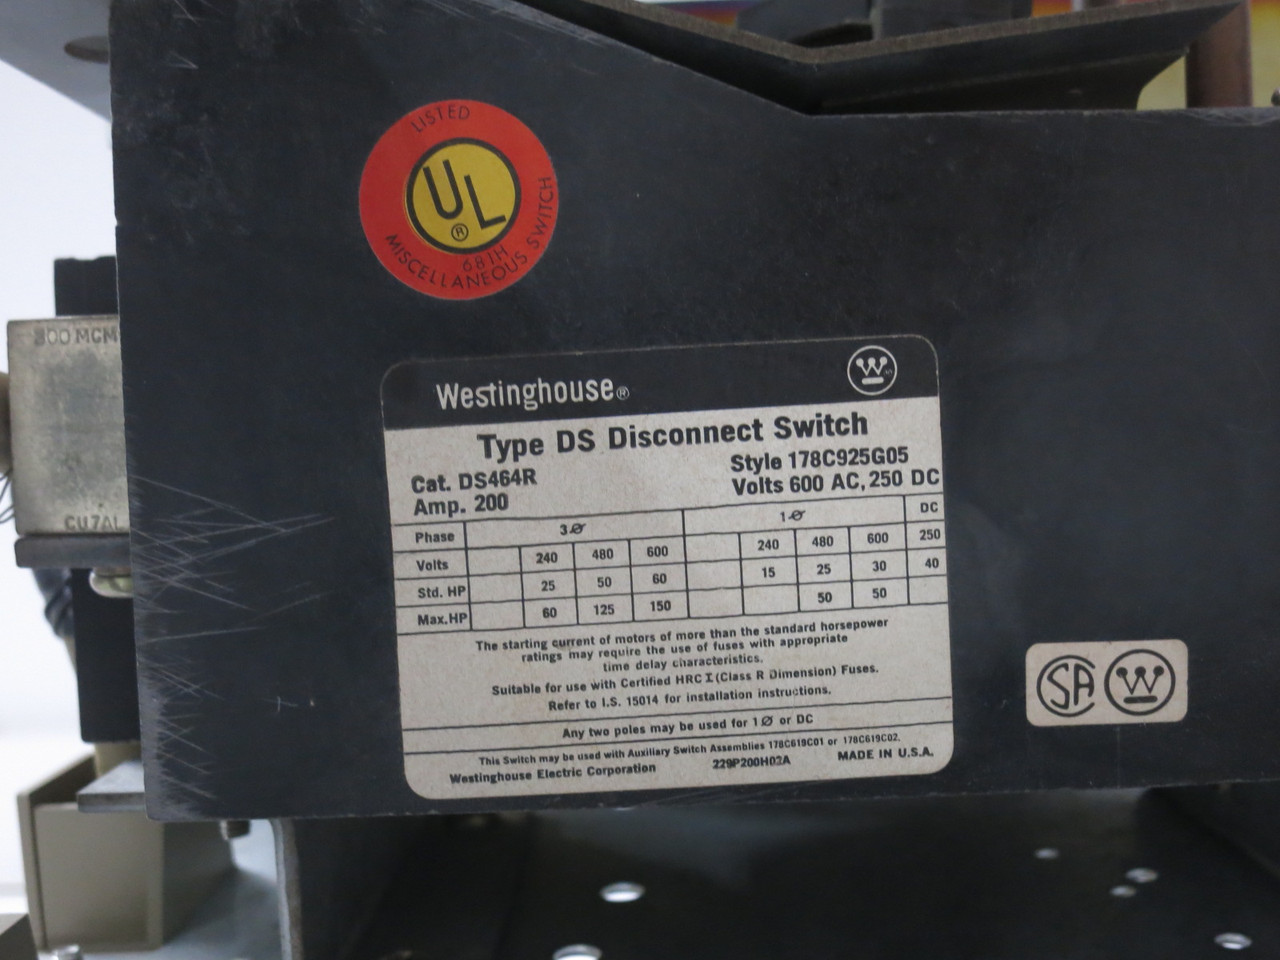 LISTED
UL
®
681H
MISCELLANEOUS SWITCH
300 MCM
CU7AL
Westinghouse®
W
Type DS Disconnect Switch
Cat. DS464R Style 178C925G05
Amp. 200 Volts 600 AC, 250 DC
Phase 3Ø 1Ø DC
Volts 240 480 600 240 480 600 250
Std. HP 25 50 60 15 25 30 40
Max. HP 60 125 150 50 50
The starting current of motors of more than the standard horsepower
ratings may require the use of fuses with appropriate
time delay characteristics.
Suitable for use with Certified HRC I (Class R Dimension) Fuses.
Refer to I.S. 15014 for installation instructions.
Any two poles may be used for 1Ø or DC
This Switch may be used with Auxiliary Switch Assemblies 178C619C01 or 178C619C02.
Westinghouse Electric Corporation 229P200H02A MADE IN U.S.A.
SA W